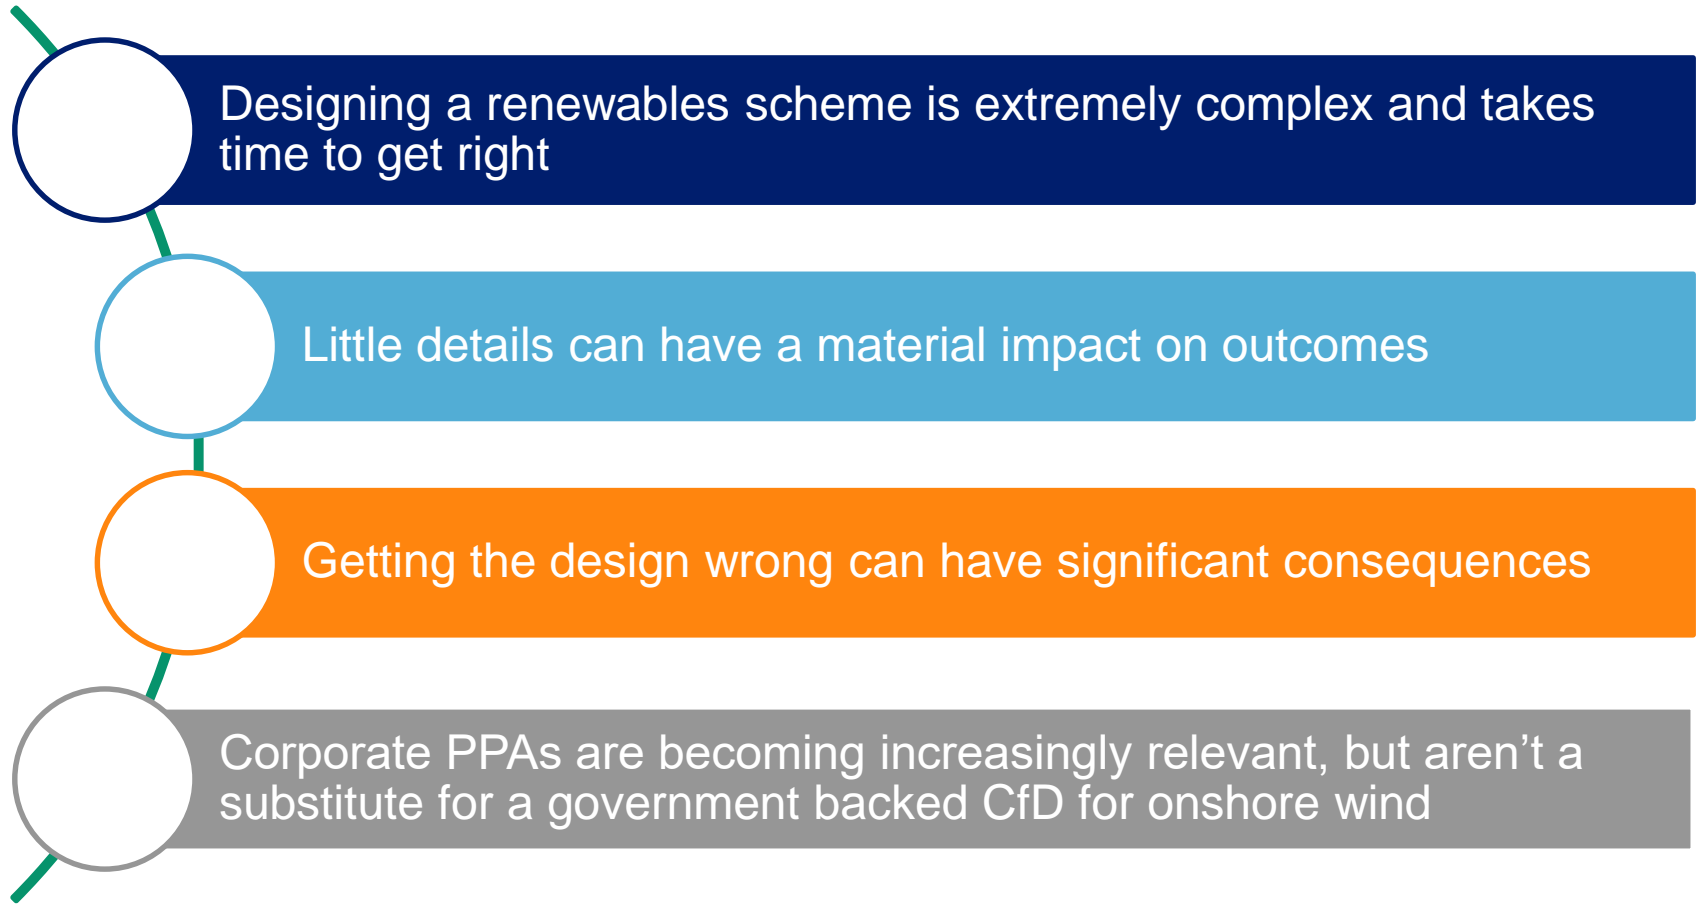 Designing a renewables scheme is extremely complex and takes
time to get right
Little details can have a material impact on outcomes
Getting the design wrong can have significant consequences
Corporate PPAs are becoming increasingly relevant, but aren’t a
substitute for a government backed CfD for onshore wind